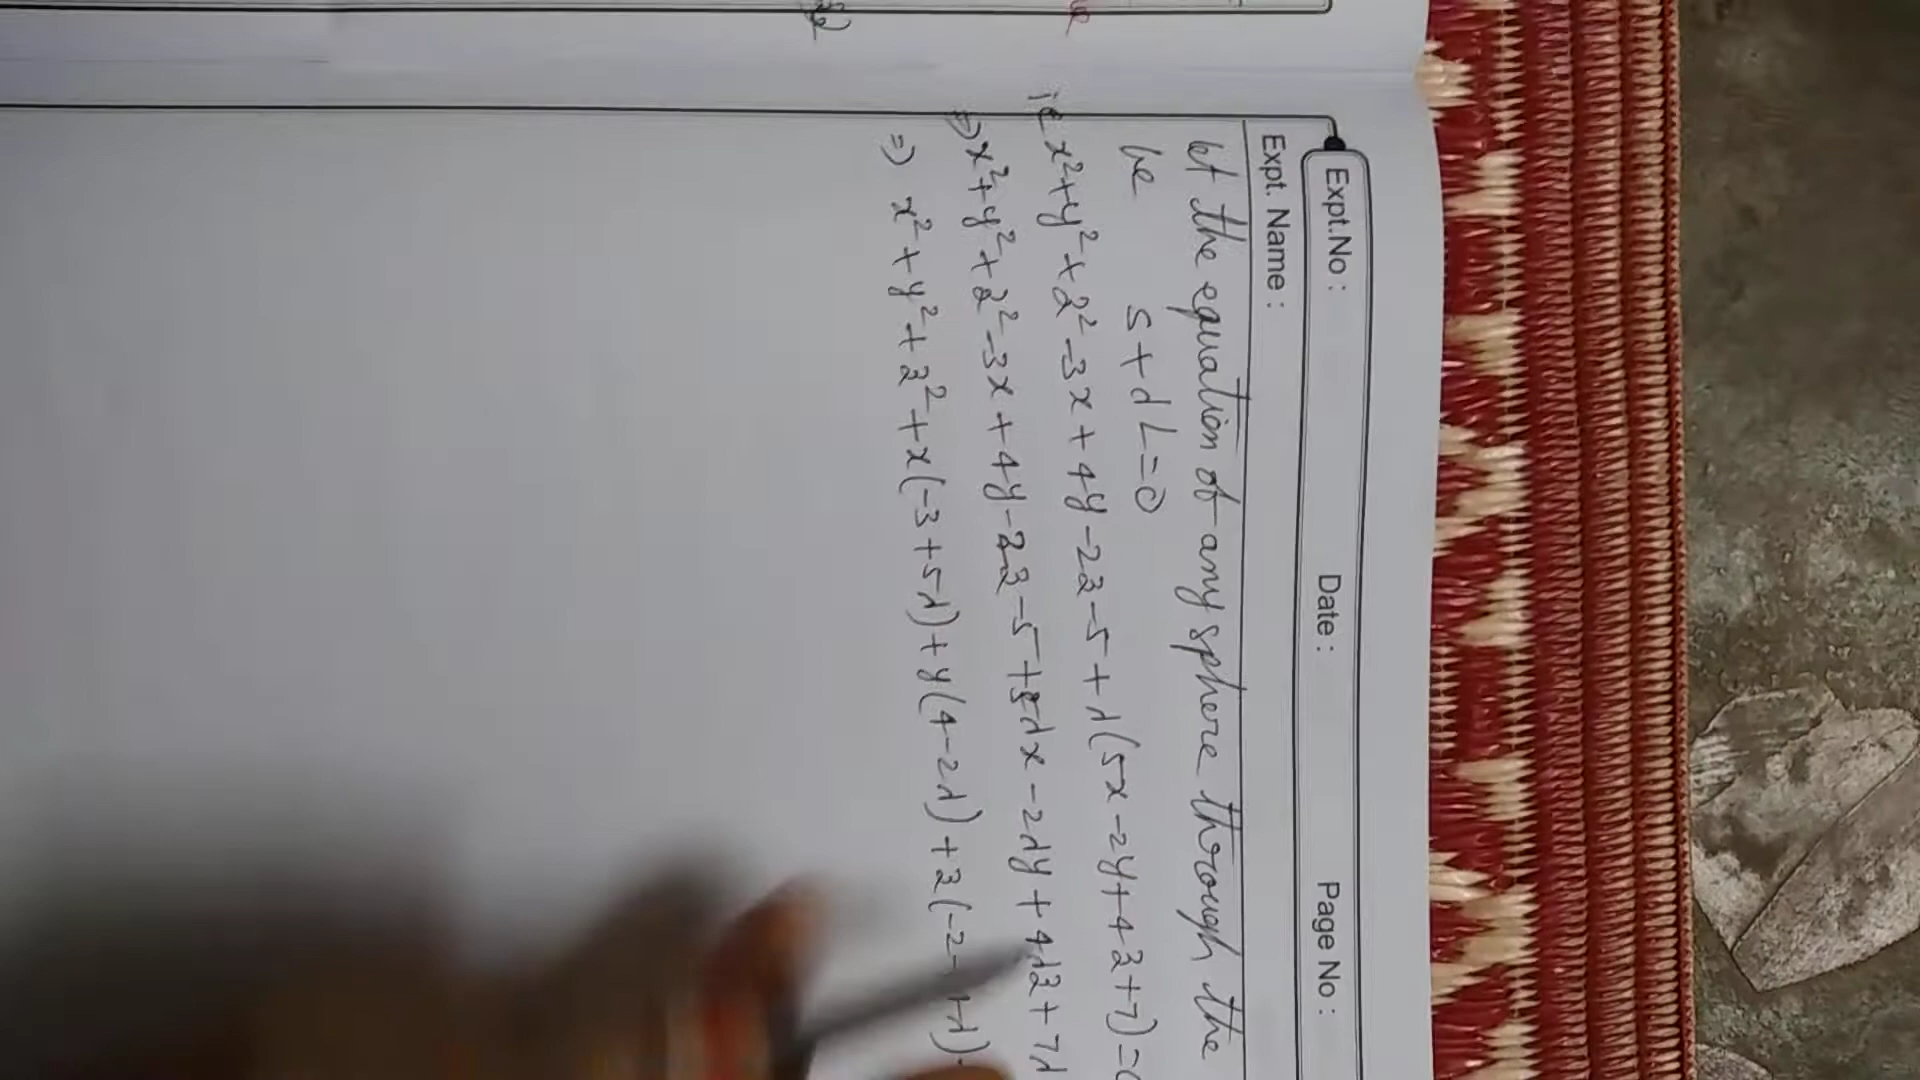 Expt.No : Date : Page No :
Expt. Name :
let the equation of any sphere through the
be S+λL=0
ie x²+y²+z²-3x+4y-2z-5+λ(5x-2y+4z+7)=0
⇒ x²+y²+z²-3x+4y-2z-5+5λx-2λy+4λz+7λ
⇒ x²+y²+z²+x(-3+5λ)+y(4-2λ)+z(-2